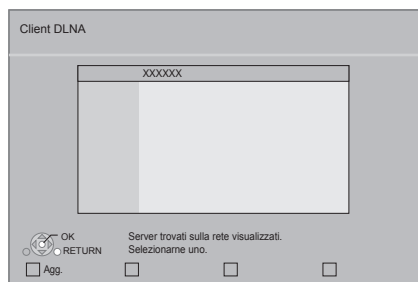 Client DLNA
XXXXXX
OK
RETURN
Server trovati sulla rete visualizzati.
Selezionarne uno.
Agg.